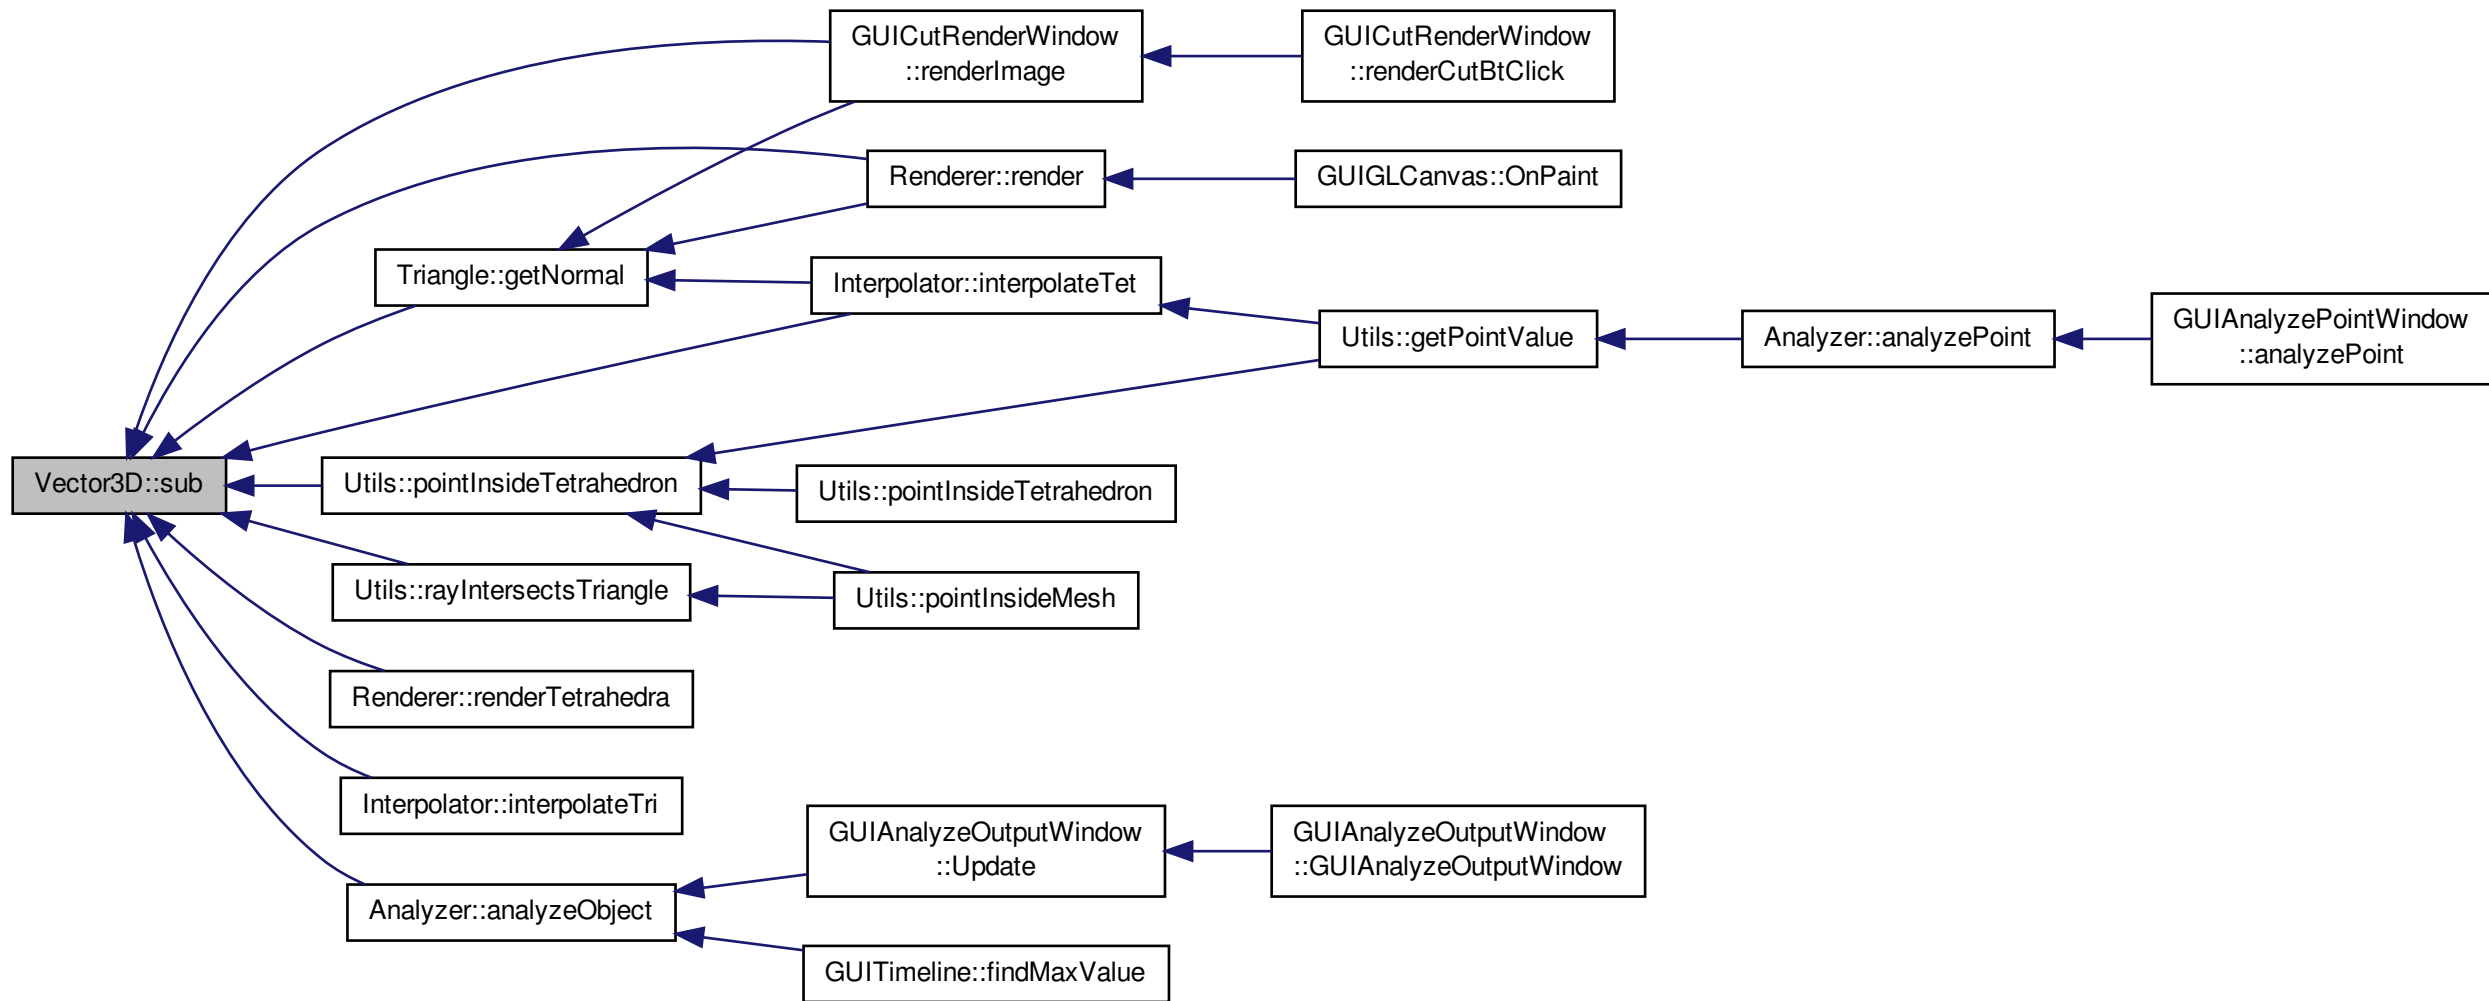 GUICutRenderWindow
::renderImage
GUICutRenderWindow
::renderCutBtClick
Renderer::render
GUIGLCanvas::OnPaint
Triangle::getNormal
Interpolator::interpolateTet
Utils::getPointValue
Analyzer::analyzePoint
GUIAnalyzePointWindow
::analyzePoint
Vector3D::sub
Utils::pointInsideTetrahedron
Utils::pointInsideTetrahedron
Utils::rayIntersectsTriangle
Utils::pointInsideMesh
Renderer::renderTetrahedra
Interpolator::interpolateTri
GUIAnalyzeOutputWindow
::Update
GUIAnalyzeOutputWindow
::GUIAnalyzeOutputWindow
Analyzer::analyzeObject
GUITimeline::findMaxValue